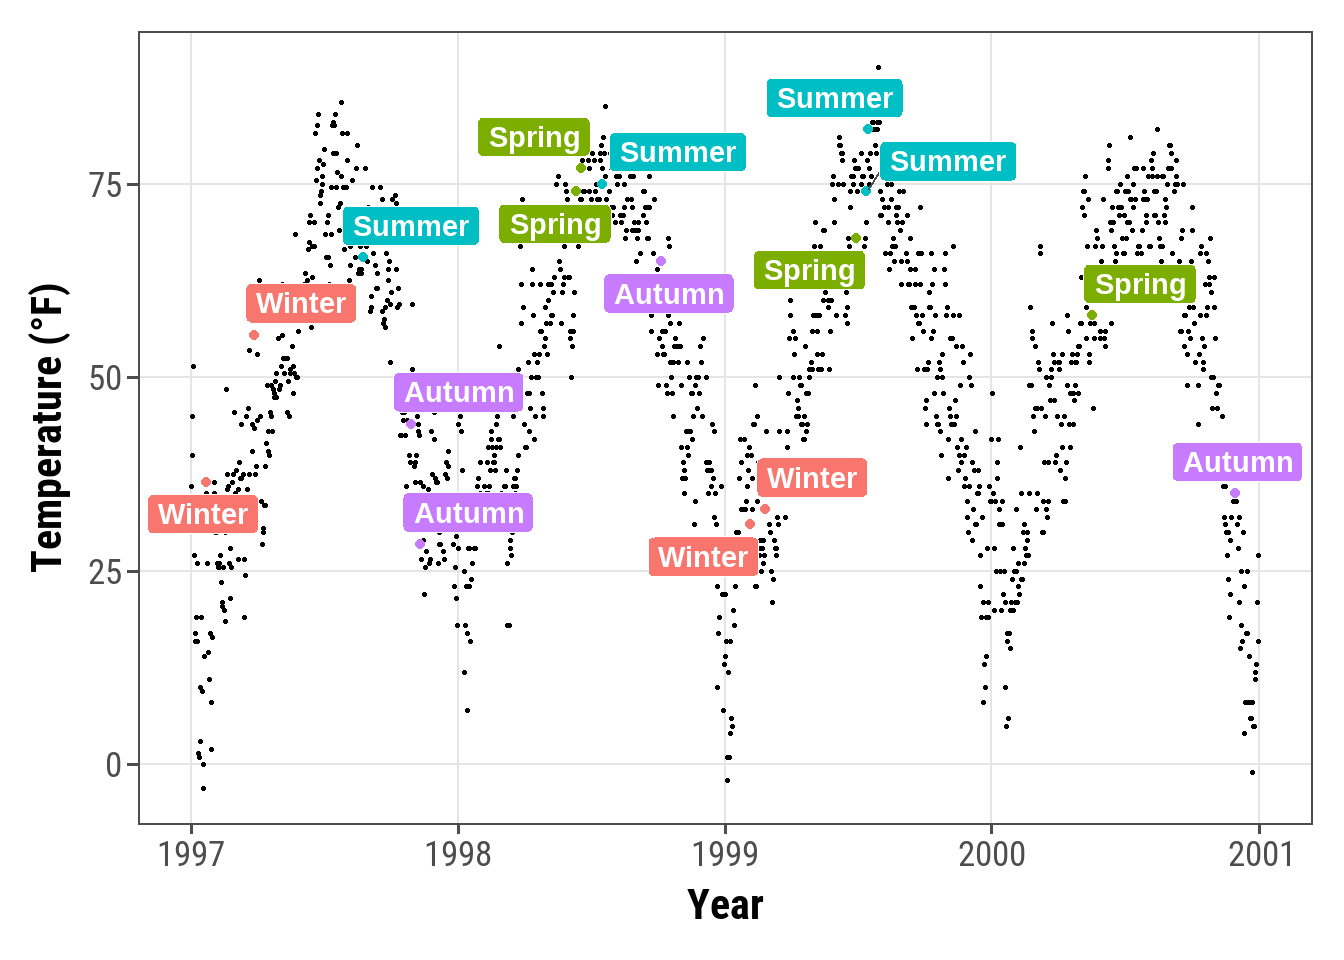 Summer
Spring
Summer
Summer
75
Summer
Spring
Spring
Spring
Winter
Autumn
Temperature (°F)
50
Autumn
Autumn
Winter
Winter
Autumn
Winter
25
0
1997 1998 1999 2000 2001
Year